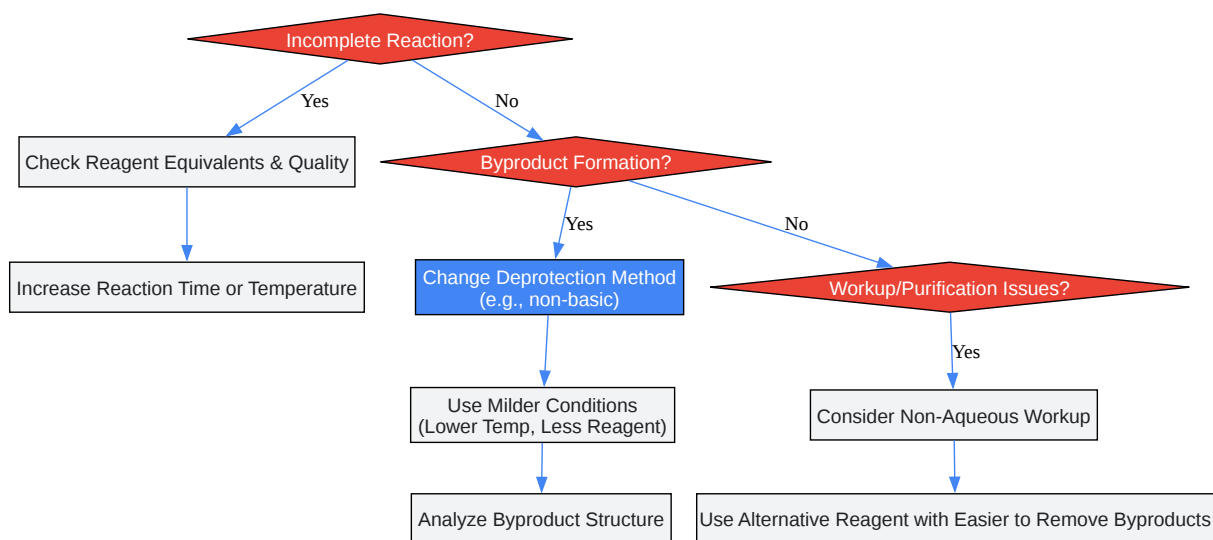 Incomplete Reaction?
Yes
No
Check Reagent Equivalents & Quality
Byproduct Formation?
Yes
No
Increase Reaction Time or Temperature
Change Deprotection Method
(e.g., non-basic)
Workup/Purification Issues?
Yes
Use Milder Conditions
(Lower Temp, Less Reagent)
Consider Non-Aqueous Workup
Analyze Byproduct Structure
Use Alternative Reagent with Easier to Remove Byproducts